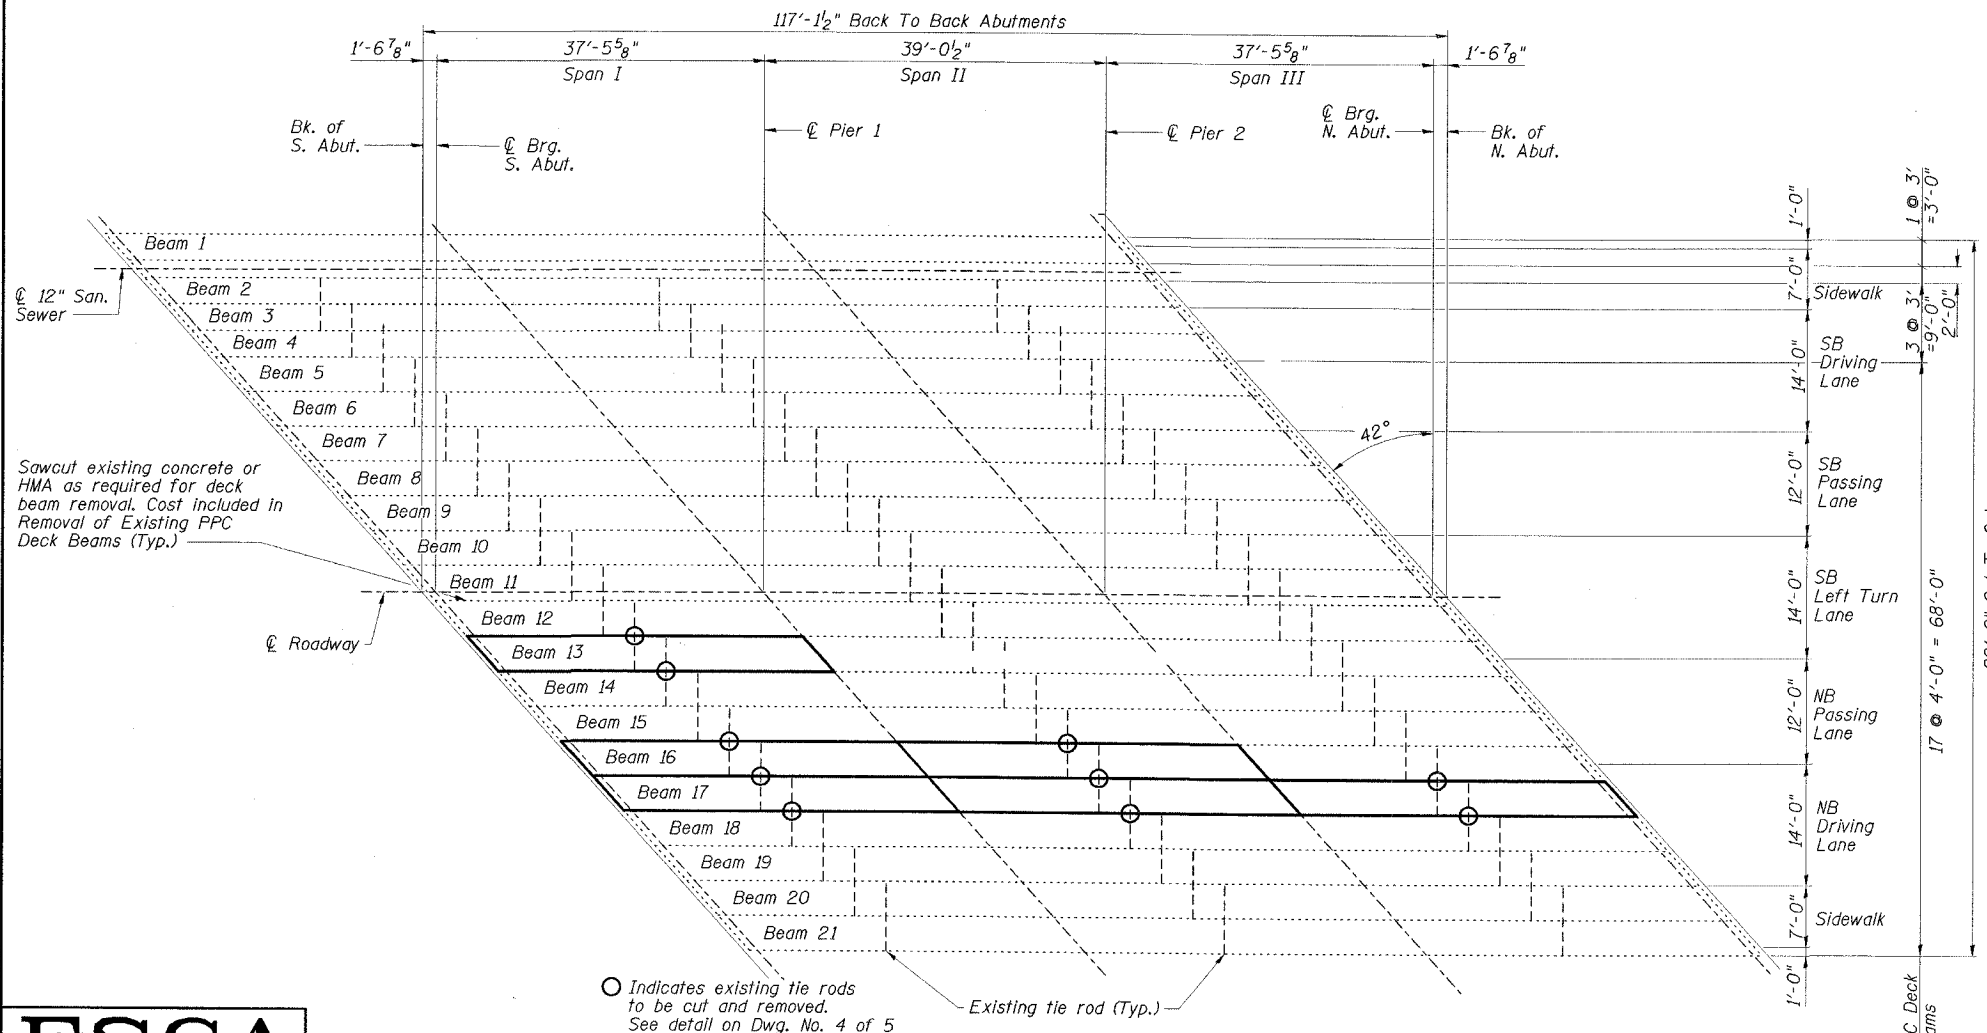 117'-1½" Back To Back Abutments
1'-6⅞"
37'-5⅝"
39'-0½"
37'-5⅝"
1'-6⅞"
Span I
Span II
Span III
Bk. of
S. Abut.
℄ Brg.
S. Abut.
℄ Pier 1
℄ Pier 2
℄ Brg.
N. Abut.
Bk. of
N. Abut.
1'-0"
1 @ 3'
=3'-0"
Beam 1
℄ 12" San.
Sewer
Beam 2
Beam 3
Beam 4
Beam 5
Beam 6
Beam 7
Beam 8
Beam 9
Beam 10
Beam 11
Beam 12
Beam 13
Beam 14
Beam 15
Beam 16
Beam 17
Beam 18
Beam 19
Beam 20
Beam 21
Sawcut existing concrete or
HMA as required for deck
beam removal. Cost included in
Removal of Existing PPC
Deck Beams (Typ.)
℄ Roadway
42°
7'-0"
Sidewalk
3 @ 3'
=9'-0"
2'-0"
14'-0"
SB
Driving
Lane
12'-0"
SB
Passing
Lane
14'-0"
SB
Left Turn
Lane
17 @ 4'-0" = 68'-0"
12'-0"
NB
Passing
Lane
14'-0"
NB
Driving
Lane
7'-0"
Sidewalk
1'-0"
C Deck
ams
Indicates existing tie rods
to be cut and removed.
See detail on Dwg. No. 4 of 5
Existing tie rod (Typ.)